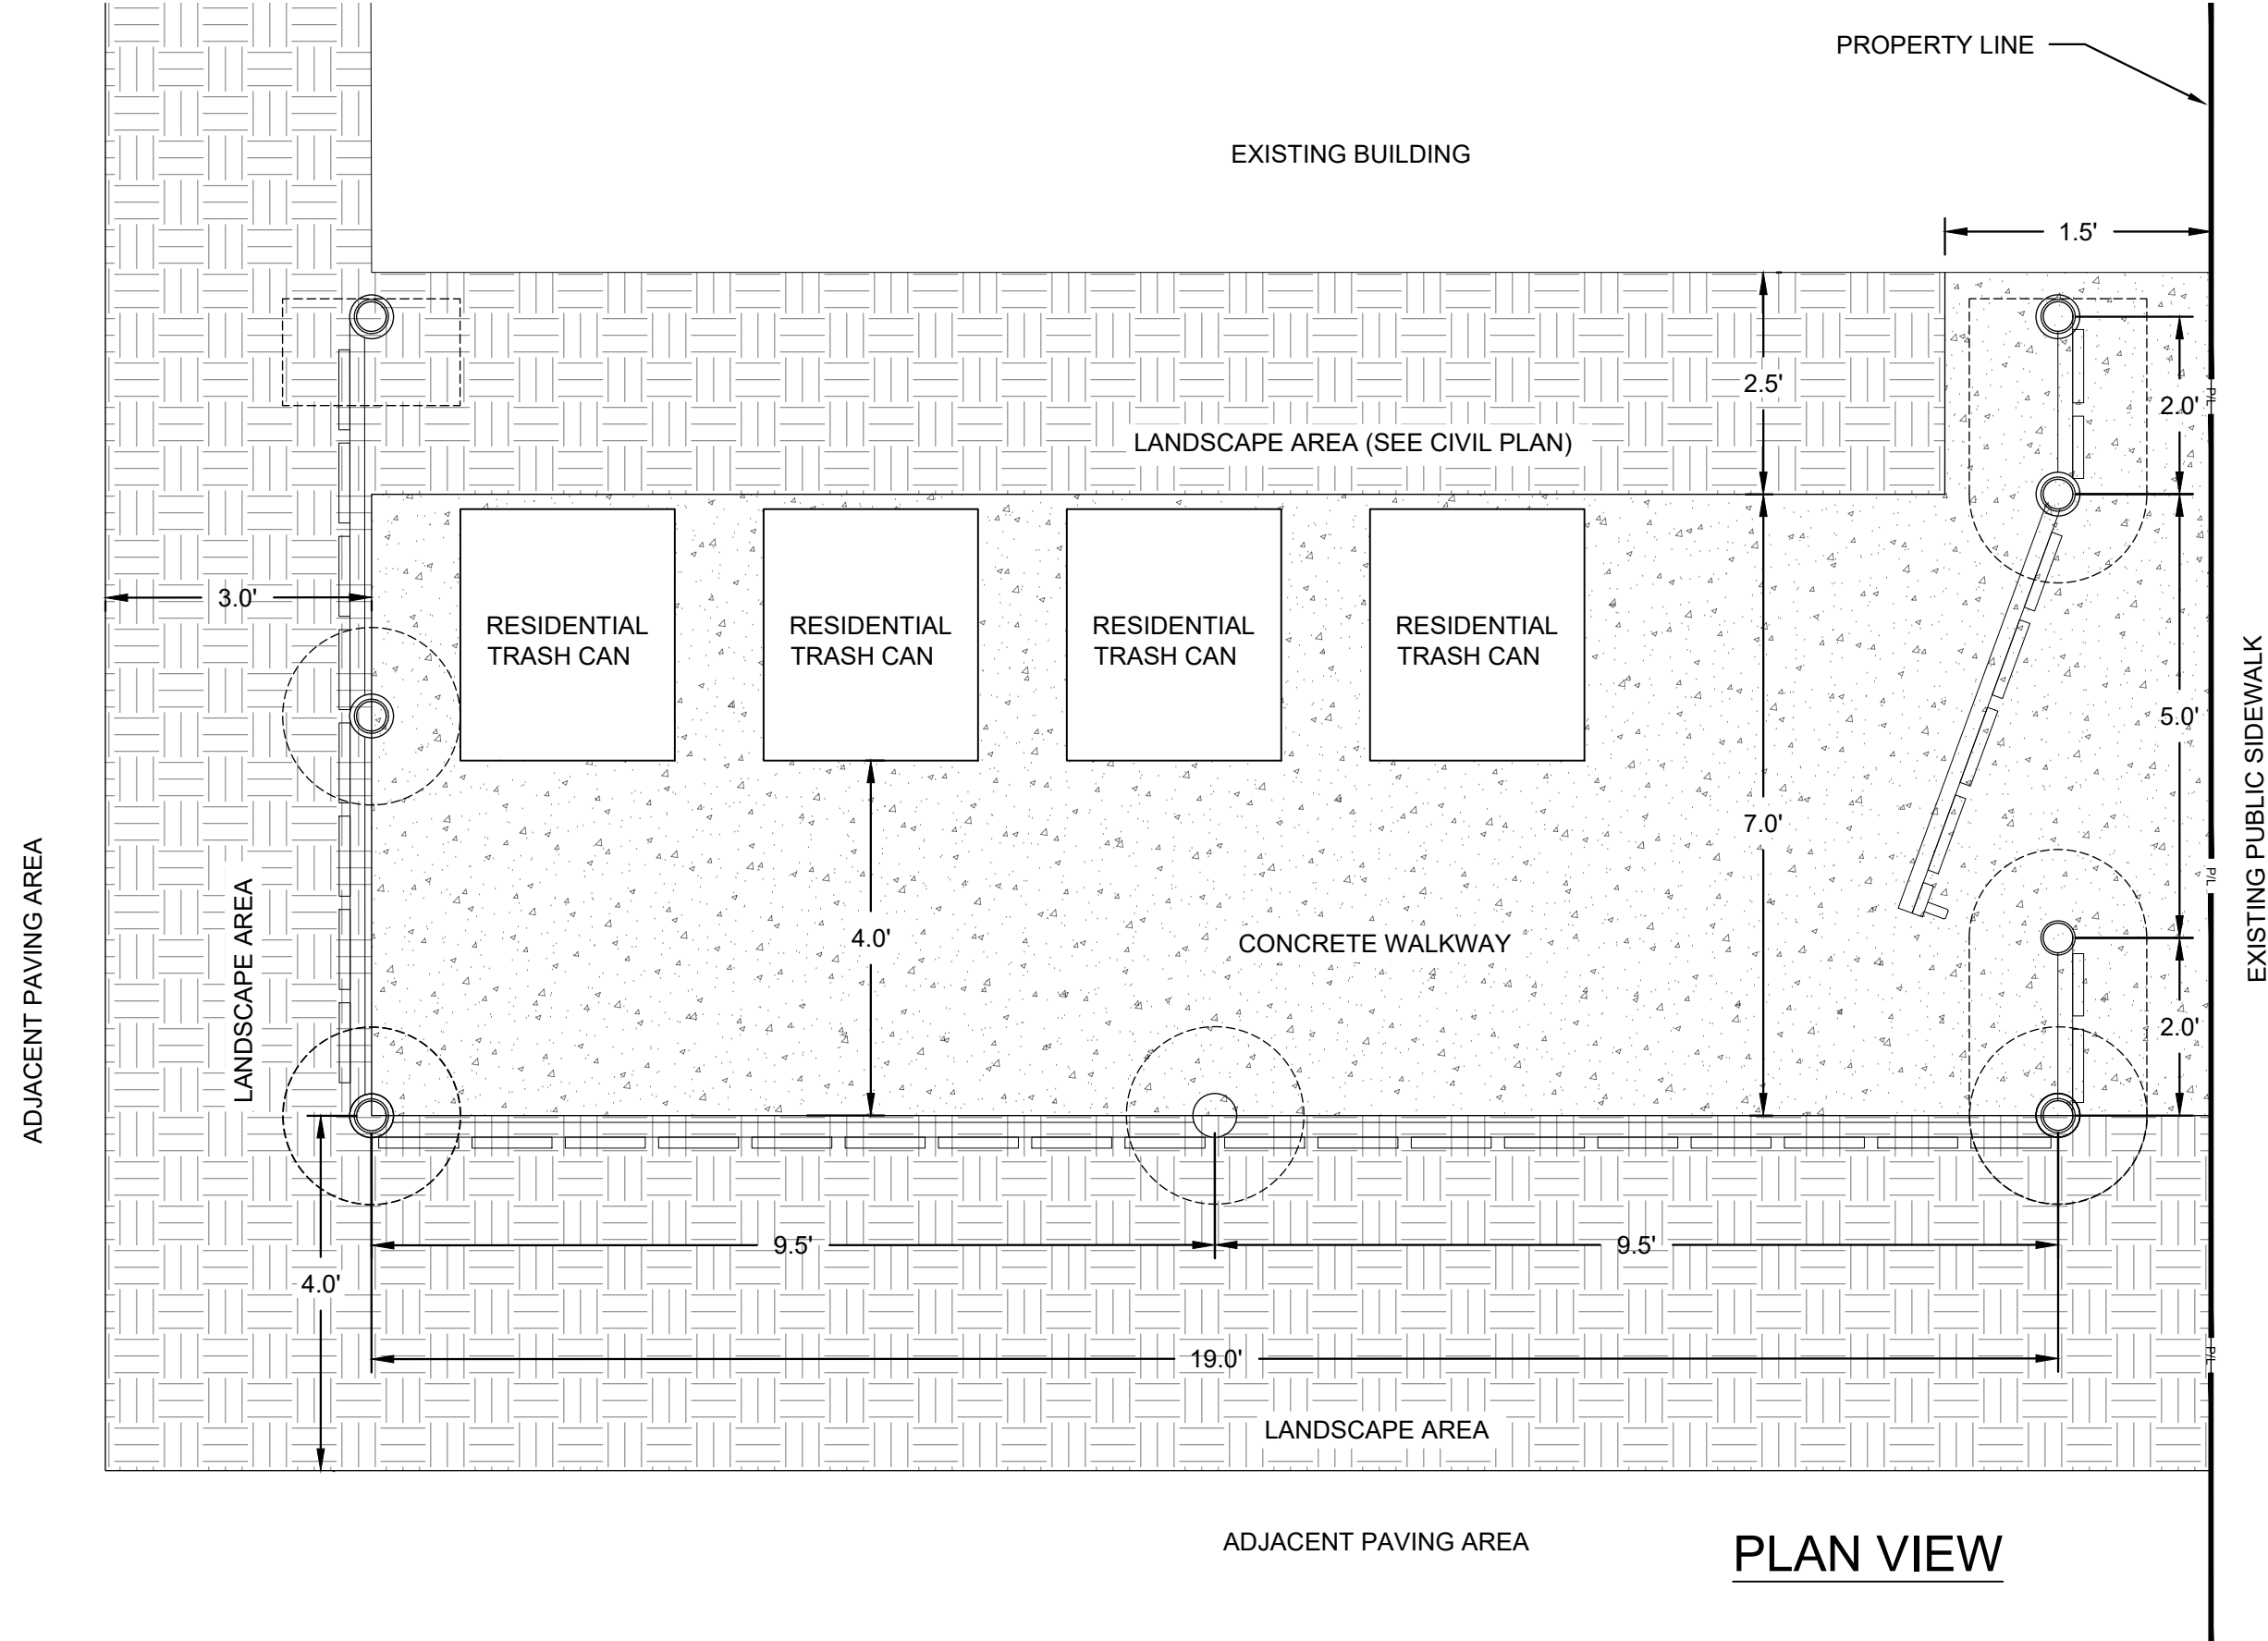 PROPERTY LINE
EXISTING BUILDING
1.5'
2.5'
2.0'
P/L
LANDSCAPE AREA (SEE CIVIL PLAN)
3.0'
RESIDENTIAL
TRASH CAN
RESIDENTIAL
TRASH CAN
RESIDENTIAL
TRASH CAN
RESIDENTIAL
TRASH CAN
5.0'
7.0'
EXISTING PUBLIC SIDEWALK
P/L
ADJACENT PAVING AREA
LANDSCAPE AREA
4.0'
CONCRETE WALKWAY
2.0'
9.5'
9.5'
4.0'
19.0'
P/L
LANDSCAPE AREA
ADJACENT PAVING AREA
PLAN VIEW